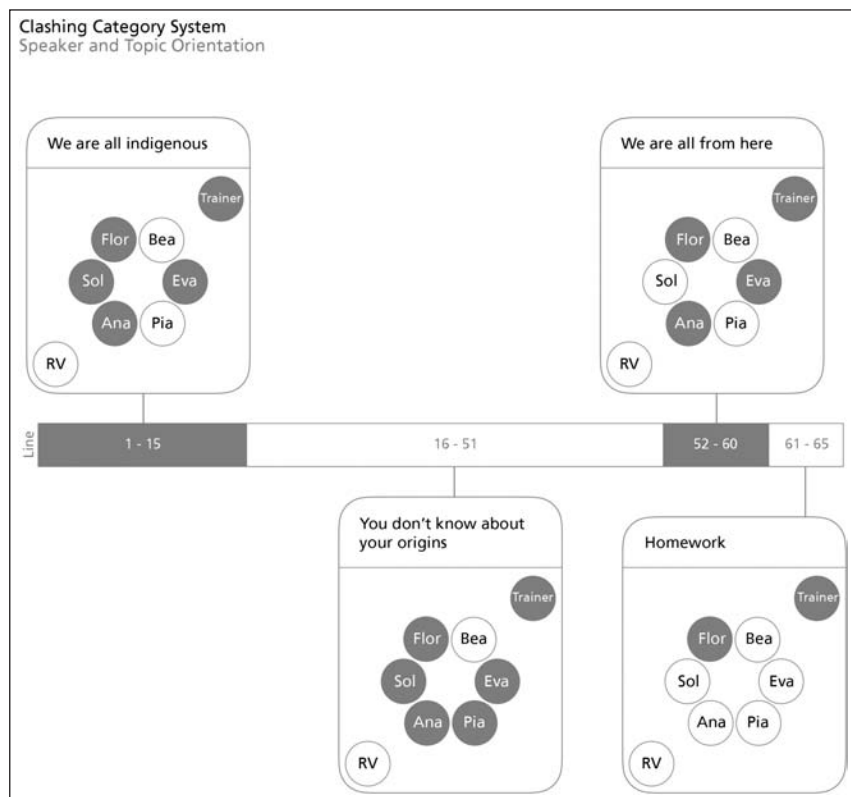 Clashing Category System
Speaker and Topic Orientation
We are all indigenous
Trainer
Flor
Bea
Sol
Eva
Ana
Pia
RV
We are all from here
Trainer
Flor
Bea
Sol
Eva
Ana
Pia
RV
Line
1 - 15
16 - 51
52 - 60
61 - 65
You don't know about
your origins
Trainer
Flor
Bea
Sol
Eva
Ana
Pia
RV
Homework
Trainer
Flor
Bea
Sol
Eva
Ana
Pia
RV